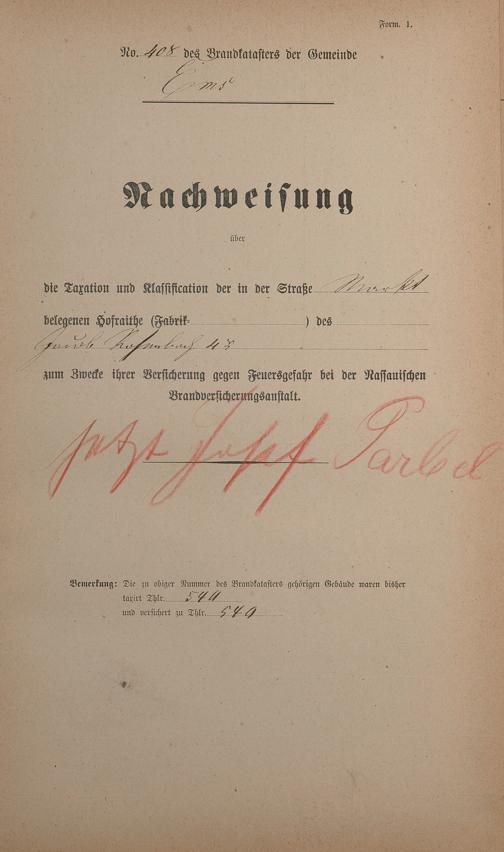 Form. 1.
No. 408 des Brandkatasters der Gemeinde
Ems
Nachweisung
über
die Taxation und Klassification der in der Straße Markt
belegenen Hofraithe (Fabrik- ) des
Jacob
zum Zwecke ihrer Versicherung gegen Feuersgefahr bei der Nassauischen
Brandversicherungsanstalt.
jetzt Josef
Bemerkung: Die zu obiger Nummer des Brandkatasters gehörigen Gebäude waren bisher
taxirt Thlr. 540
und versichert zu Thlr. 540